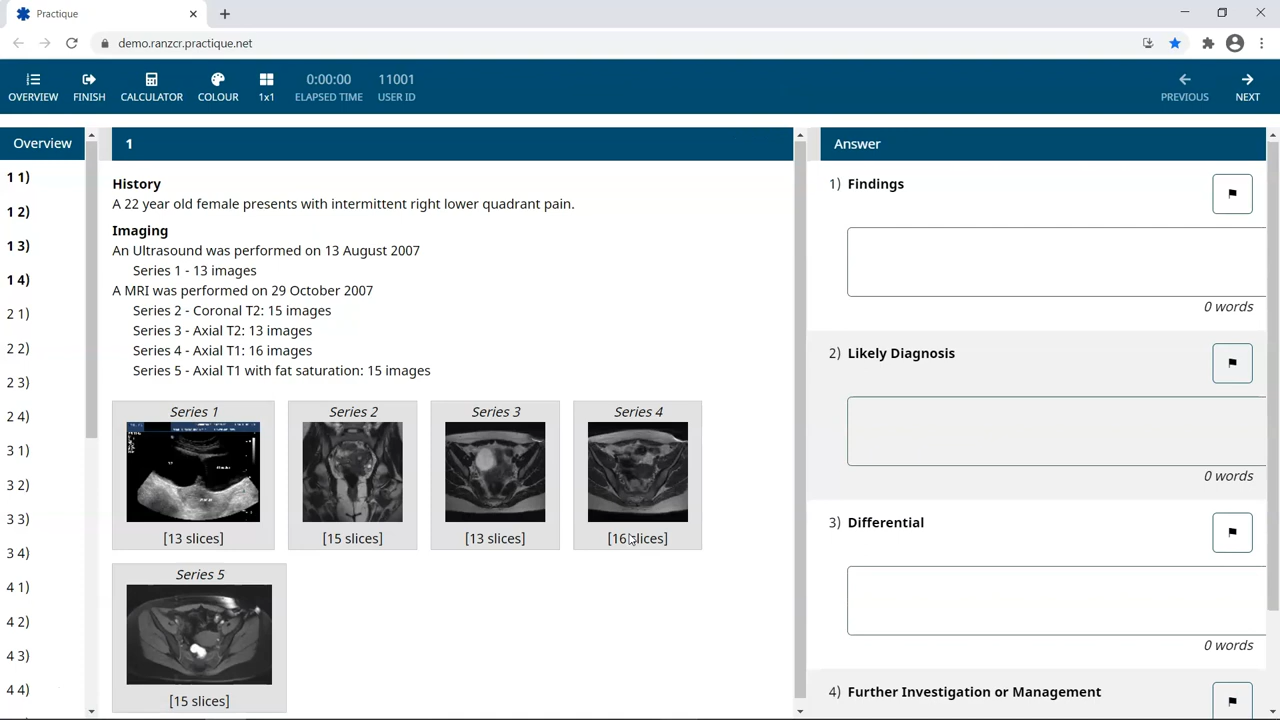 Practique
demo.ranzcr.practique.net
OVERVIEW
FINISH
CALCULATOR
COLOUR
1x1
0:00:00
ELAPSED TIME
11001
USER ID
PREVIOUS
NEXT
Overview
1 1)
1 2)
1 3)
1 4)
2 1)
2 2)
2 3)
2 4)
3 1)
3 2)
3 3)
3 4)
4 1)
4 2)
4 3)
4 4)
1
History
A 22 year old female presents with intermittent right lower quadrant pain.
Imaging
An Ultrasound was performed on 13 August 2007
Series 1 - 13 images
A MRI was performed on 29 October 2007
Series 2 - Coronal T2: 15 images
Series 3 - Axial T2: 13 images
Series 4 - Axial T1: 16 images
Series 5 - Axial T1 with fat saturation: 15 images
Series 1
[13 slices]
Series 2
[15 slices]
Series 3
[13 slices]
Series 4
[16 slices]
Series 5
[15 slices]
Answer
1) Findings
0 words
2) Likely Diagnosis
0 words
3) Differential
0 words
4) Further Investigation or Management